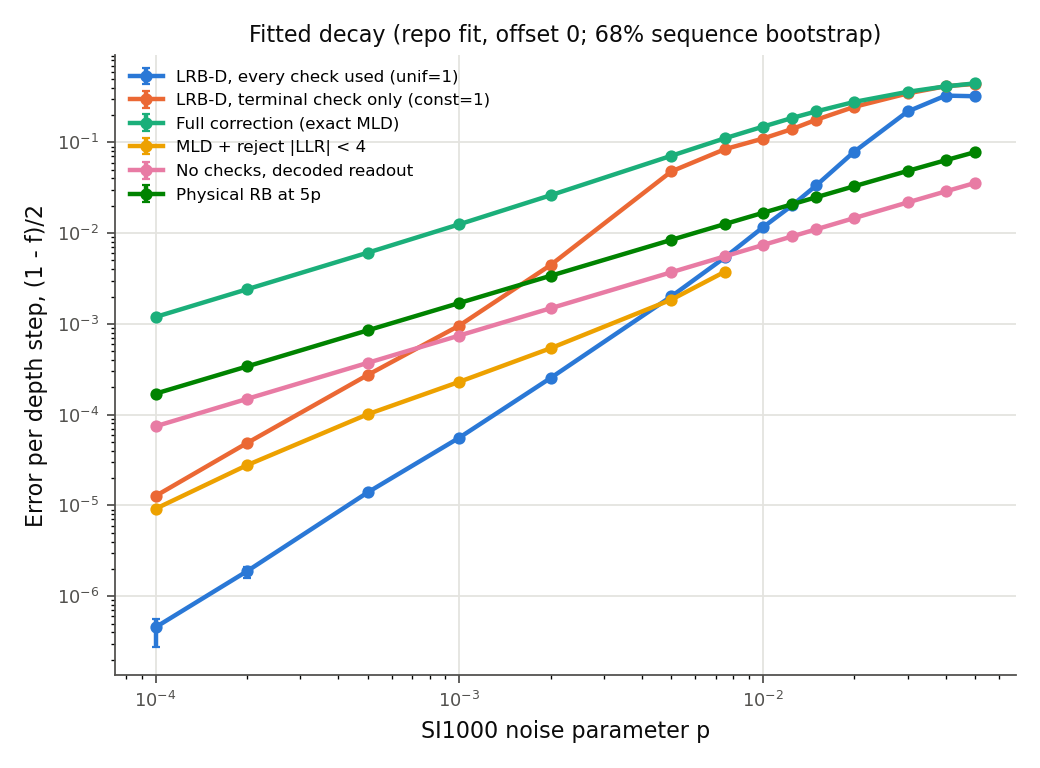 Fitted decay (repo fit, offset 0; 68% sequence bootstrap)
LRB-D, every check used (unif=1)
LRB-D, terminal check only (const=1)
Full correction (exact MLD)
MLD + reject |LLR| < 4
No checks, decoded readout
Physical RB at 5p
Error per depth step, (1 - f)/2
10⁻¹
10⁻²
10⁻³
10⁻⁴
10⁻⁵
10⁻⁶
10⁻⁴
10⁻³
10⁻²
SI1000 noise parameter p